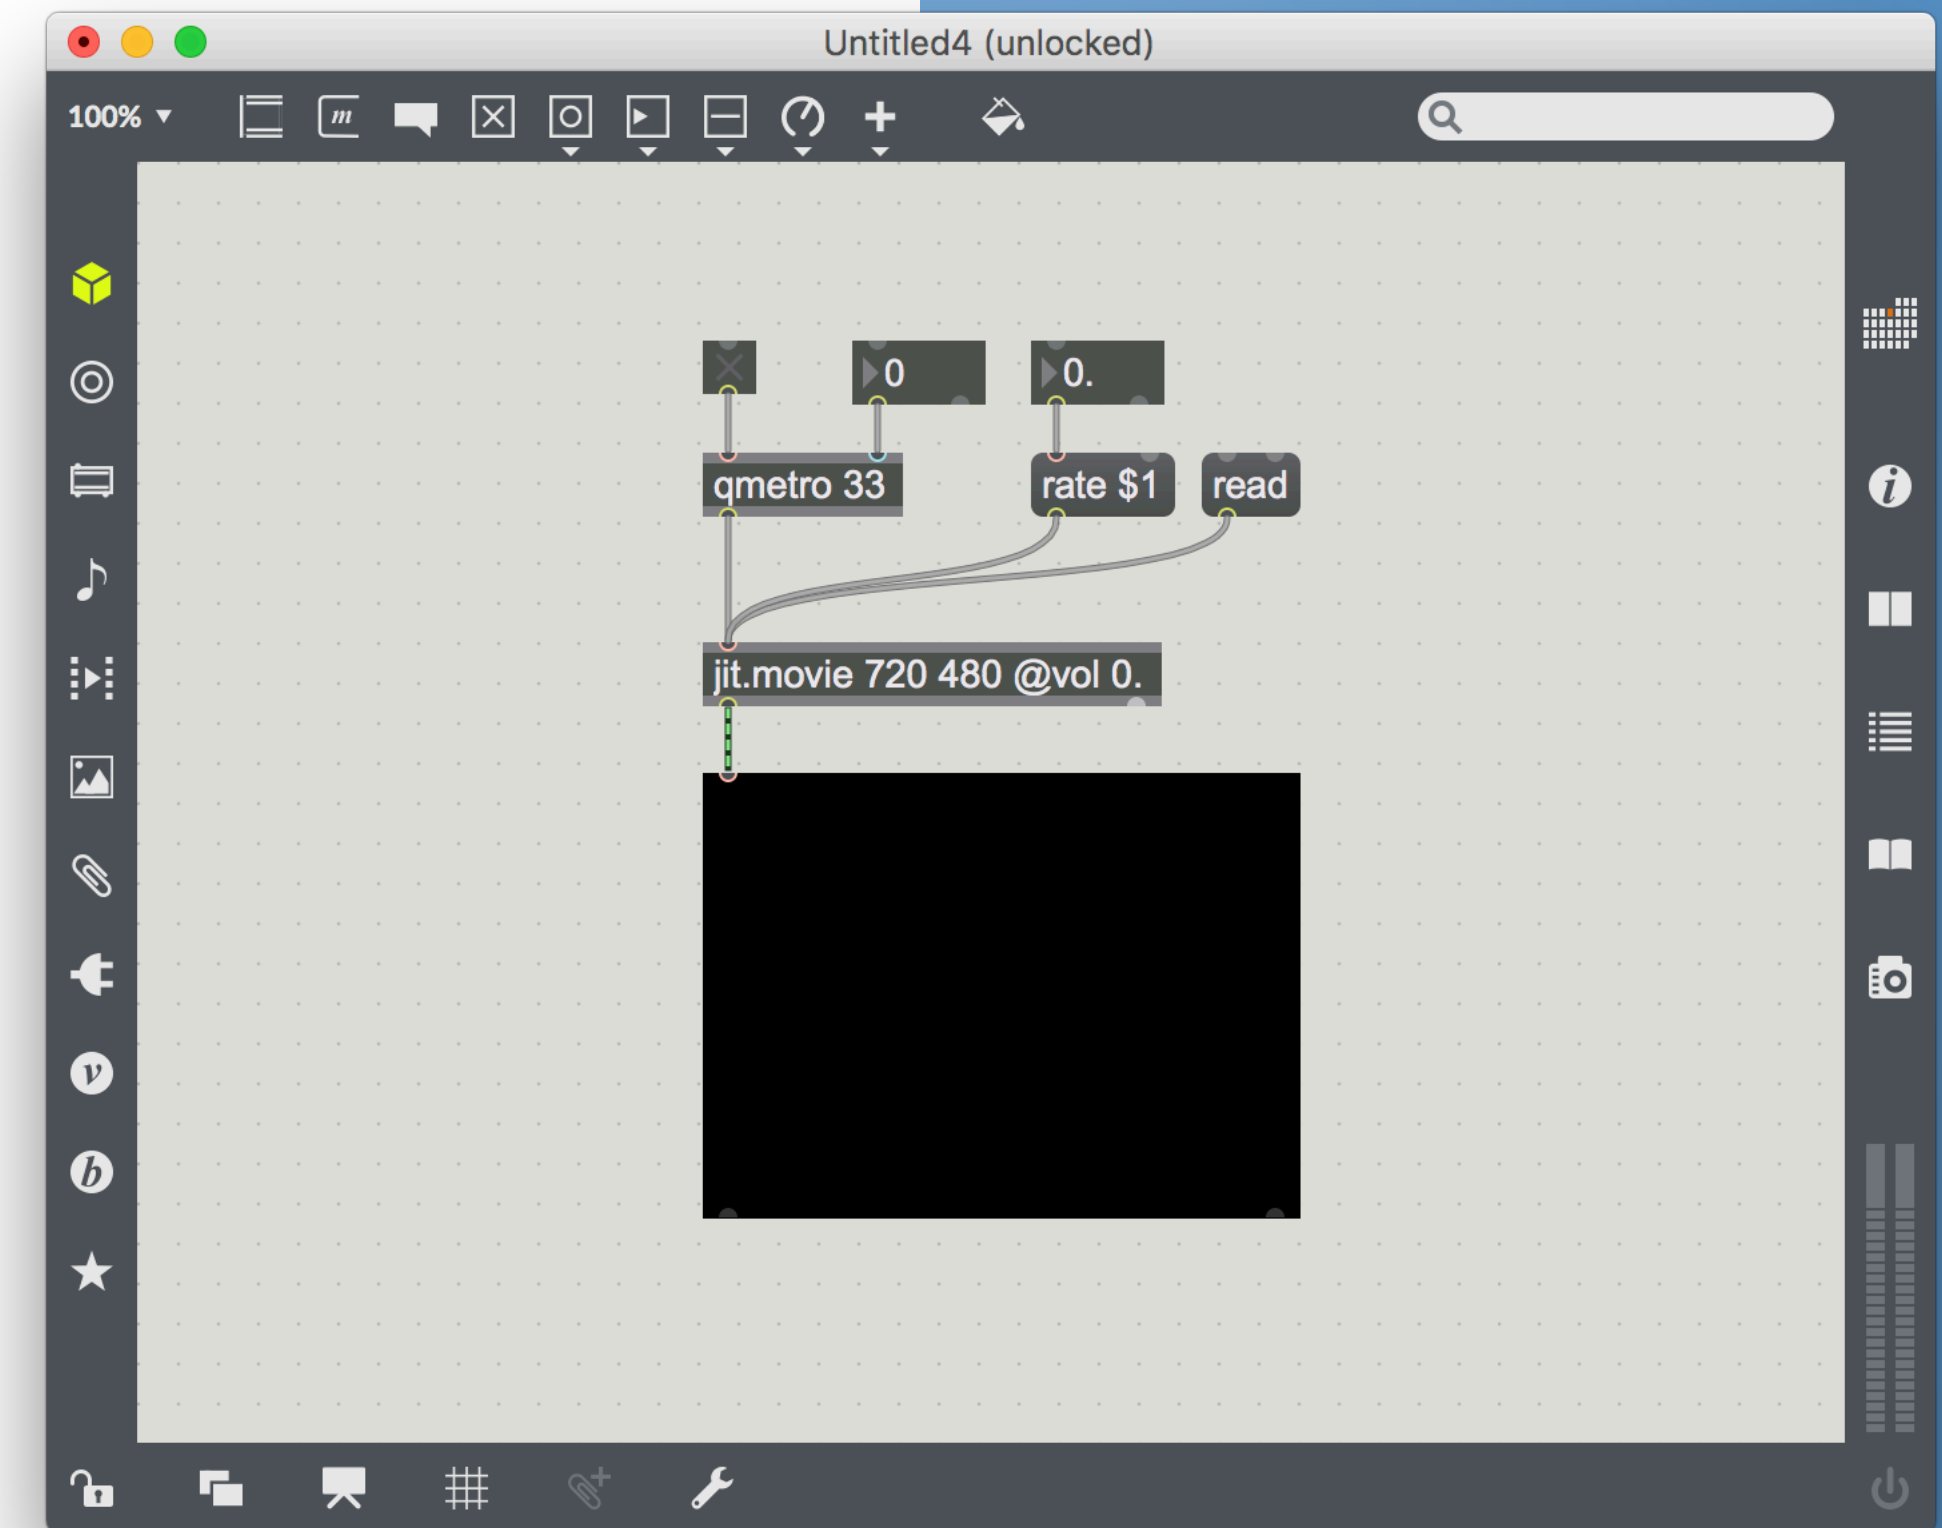 Untitled4 (unlocked)
100%
m
0
0.
qmetro 33
rate $1
read
jit.movie 720 480 @vol 0.
i
v
b